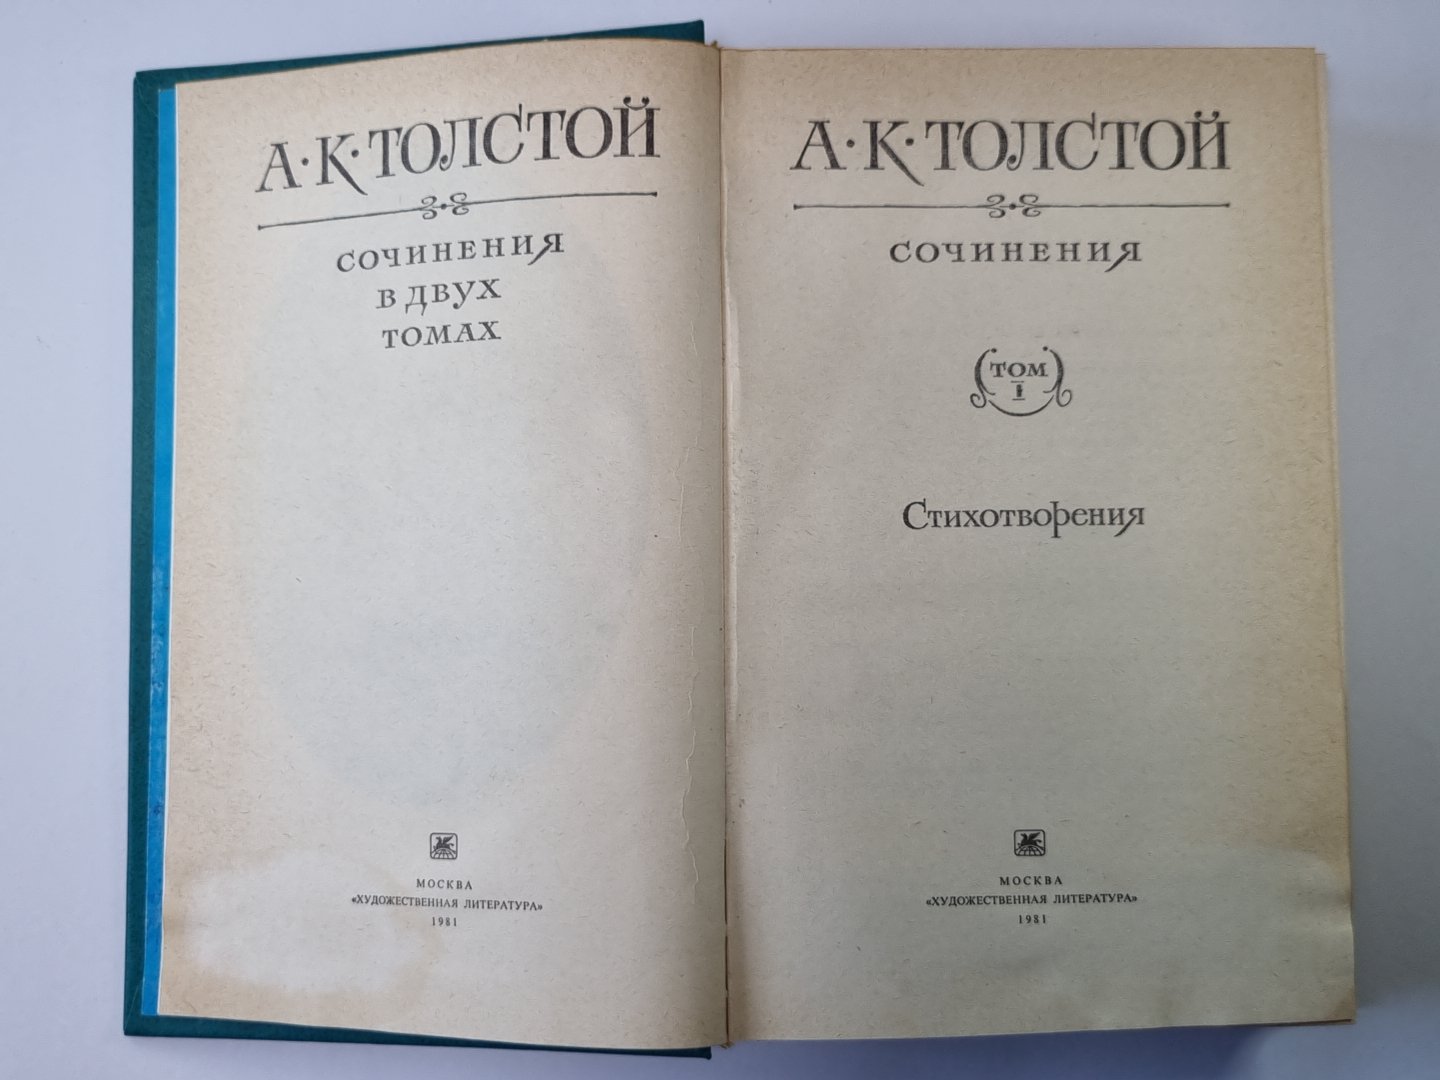 А·К·ТОЛСТОЙ
СОЧИНЕНИЯ
В ДВУХ
ТОМАХ
МОСКВА
«ХУДОЖЕСТВЕННАЯ ЛИТЕРАТУРА»
1981
А·К·ТОЛСТОЙ
СОЧИНЕНИЯ
ТОМ
I
Стихотворения
МОСКВА
«ХУДОЖЕСТВЕННАЯ ЛИТЕРАТУРА»
1981